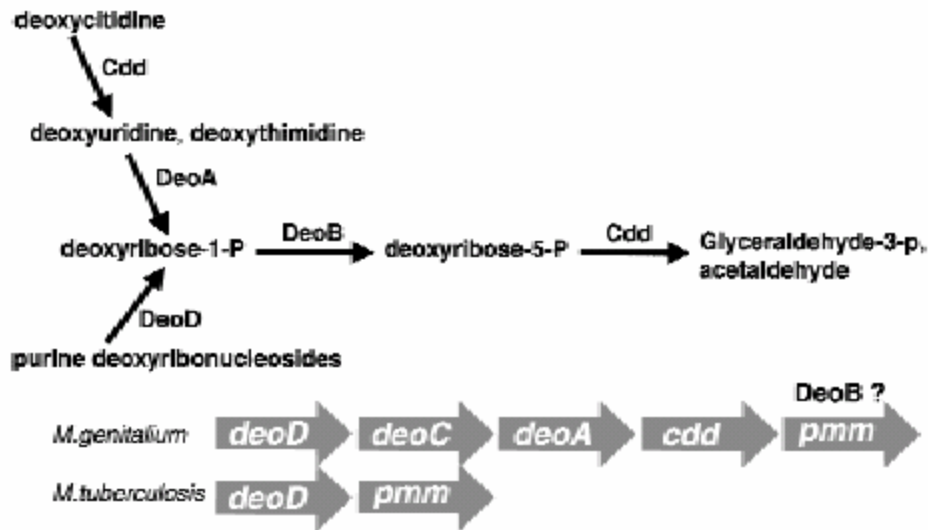 deoxycitidine
Cdd
deoxyuridine, deoxythimidine
DeoA
deoxyribose-1-P
DeoB
deoxyribose-5-P
Cdd
Glyceraldehyde-3-p,
acetaldehyde
DeoD
purine deoxyribonucleosides
DeoB ?
M.genitalium deoD deoC deoA cdd pmm
M.tuberculosis deoD pmm